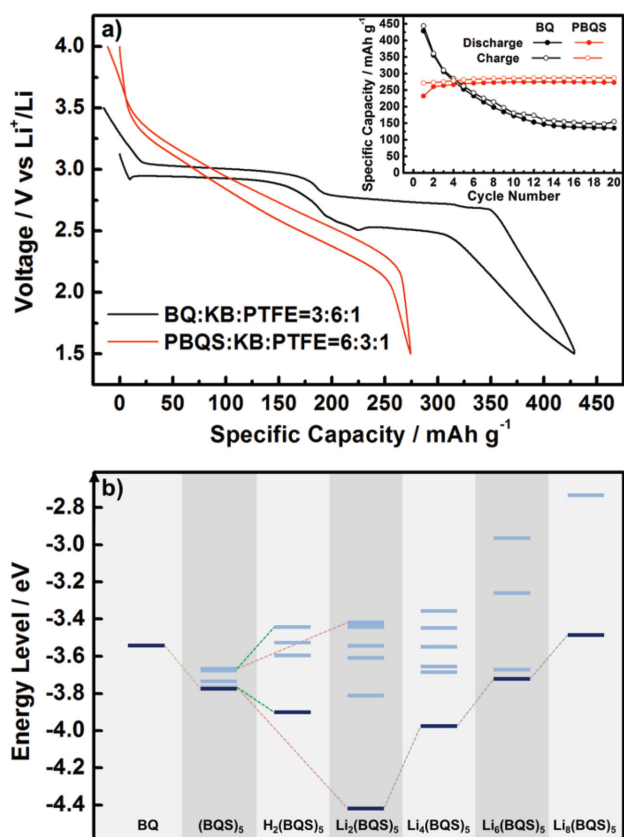 a)
Voltage / V vs Li⁺/Li
4.0
3.5
3.0
2.5
2.0
1.5
BQ:KB:PTFE=3:6:1
PBQS:KB:PTFE=6:3:1
0 50 100 150 200 250 300 350 400 450
Specific Capacity / mAh g⁻¹
Specific Capacity / mAh g⁻¹
450
400
350
300
250
200
150
100
50
0
BQ PBQS
Discharge
Charge
0 2 4 6 8 10 12 14 16 18 20
Cycle Number
b)
Energy Level / eV
-2.8
-3.0
-3.2
-3.4
-3.6
-3.8
-4.0
-4.2
-4.4
BQ (BQS)₅ H₂(BQS)₅ Li₂(BQS)₅ Li₄(BQS)₅ Li₆(BQS)₅ Li₈(BQS)₅